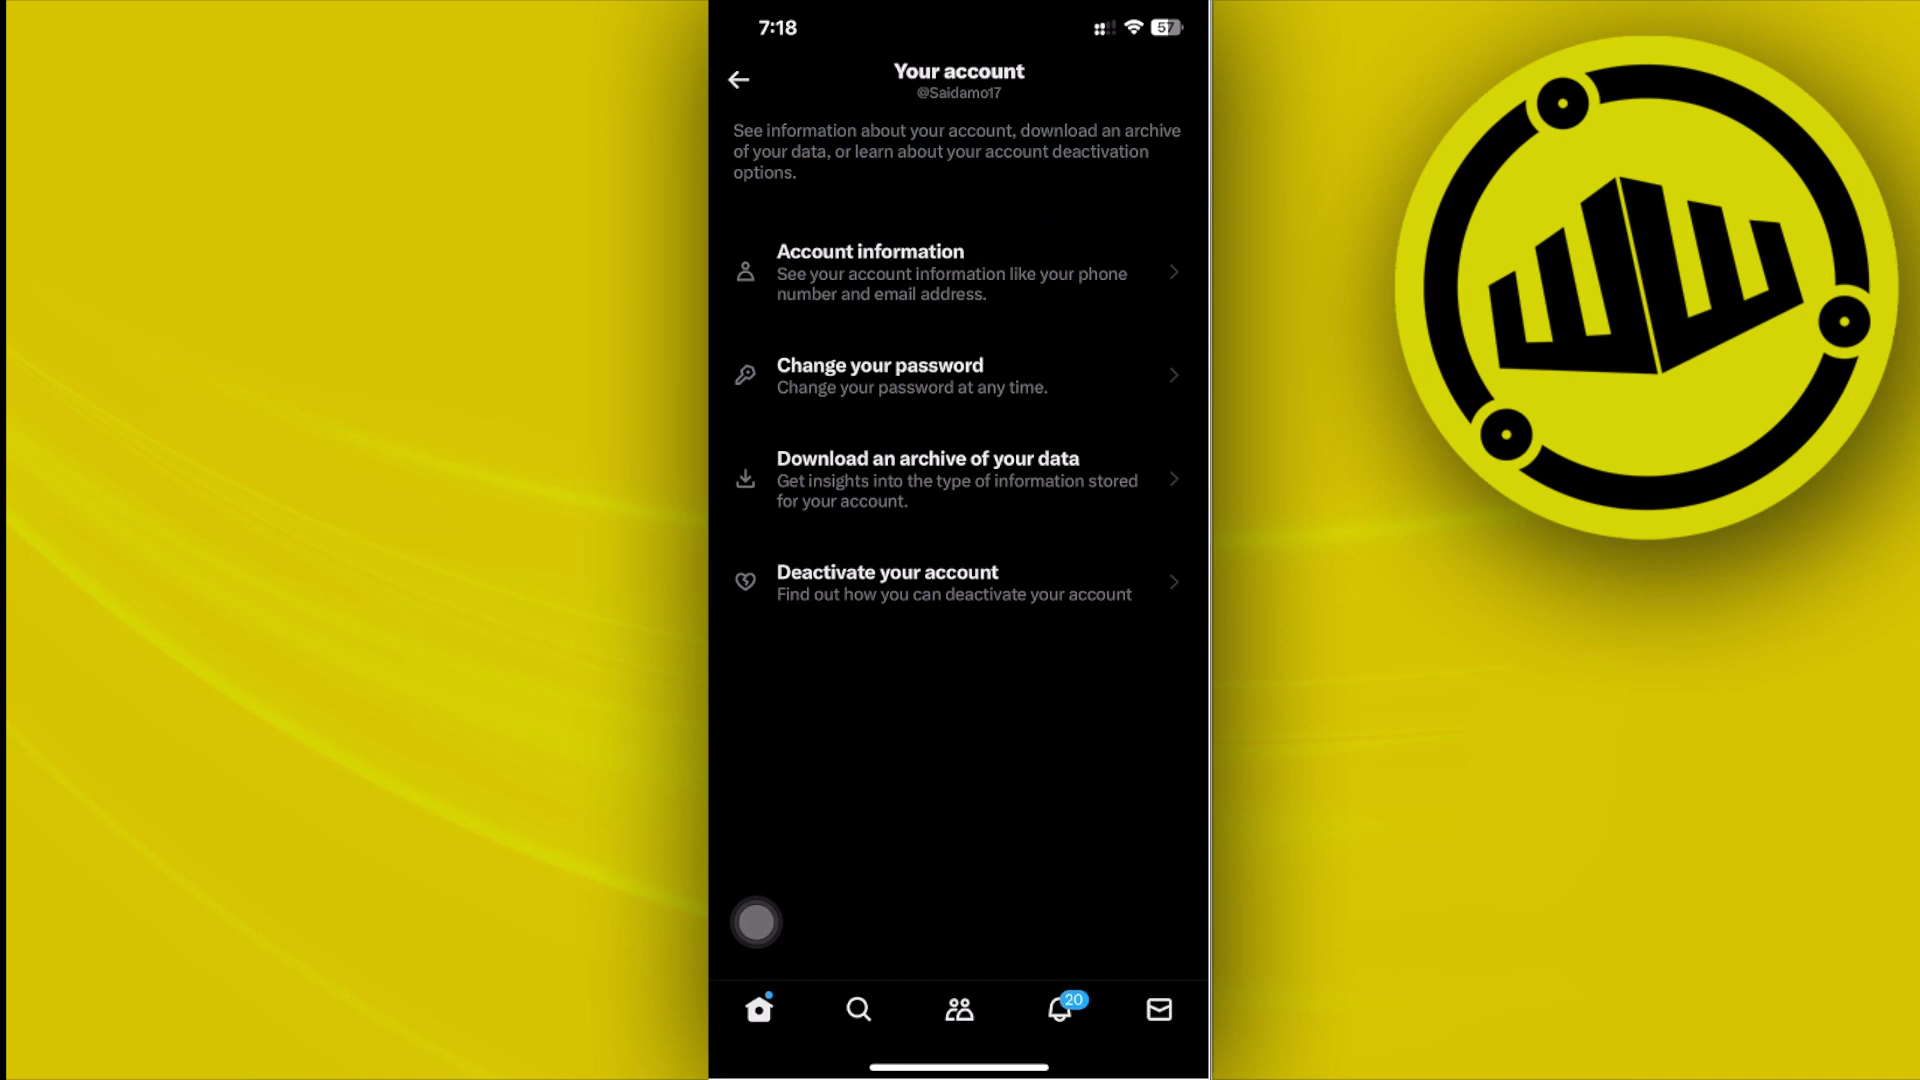 7:18
57
Your account
@Saidamo17
See information about your account, download an archive
of your data, or learn about your account deactivation
options.
Account information
See your account information like your phone
number and email address.
Change your password
Change your password at any time.
Download an archive of your data
Get insights into the type of information stored
for your account.
Deactivate your account
Find out how you can deactivate your account
20